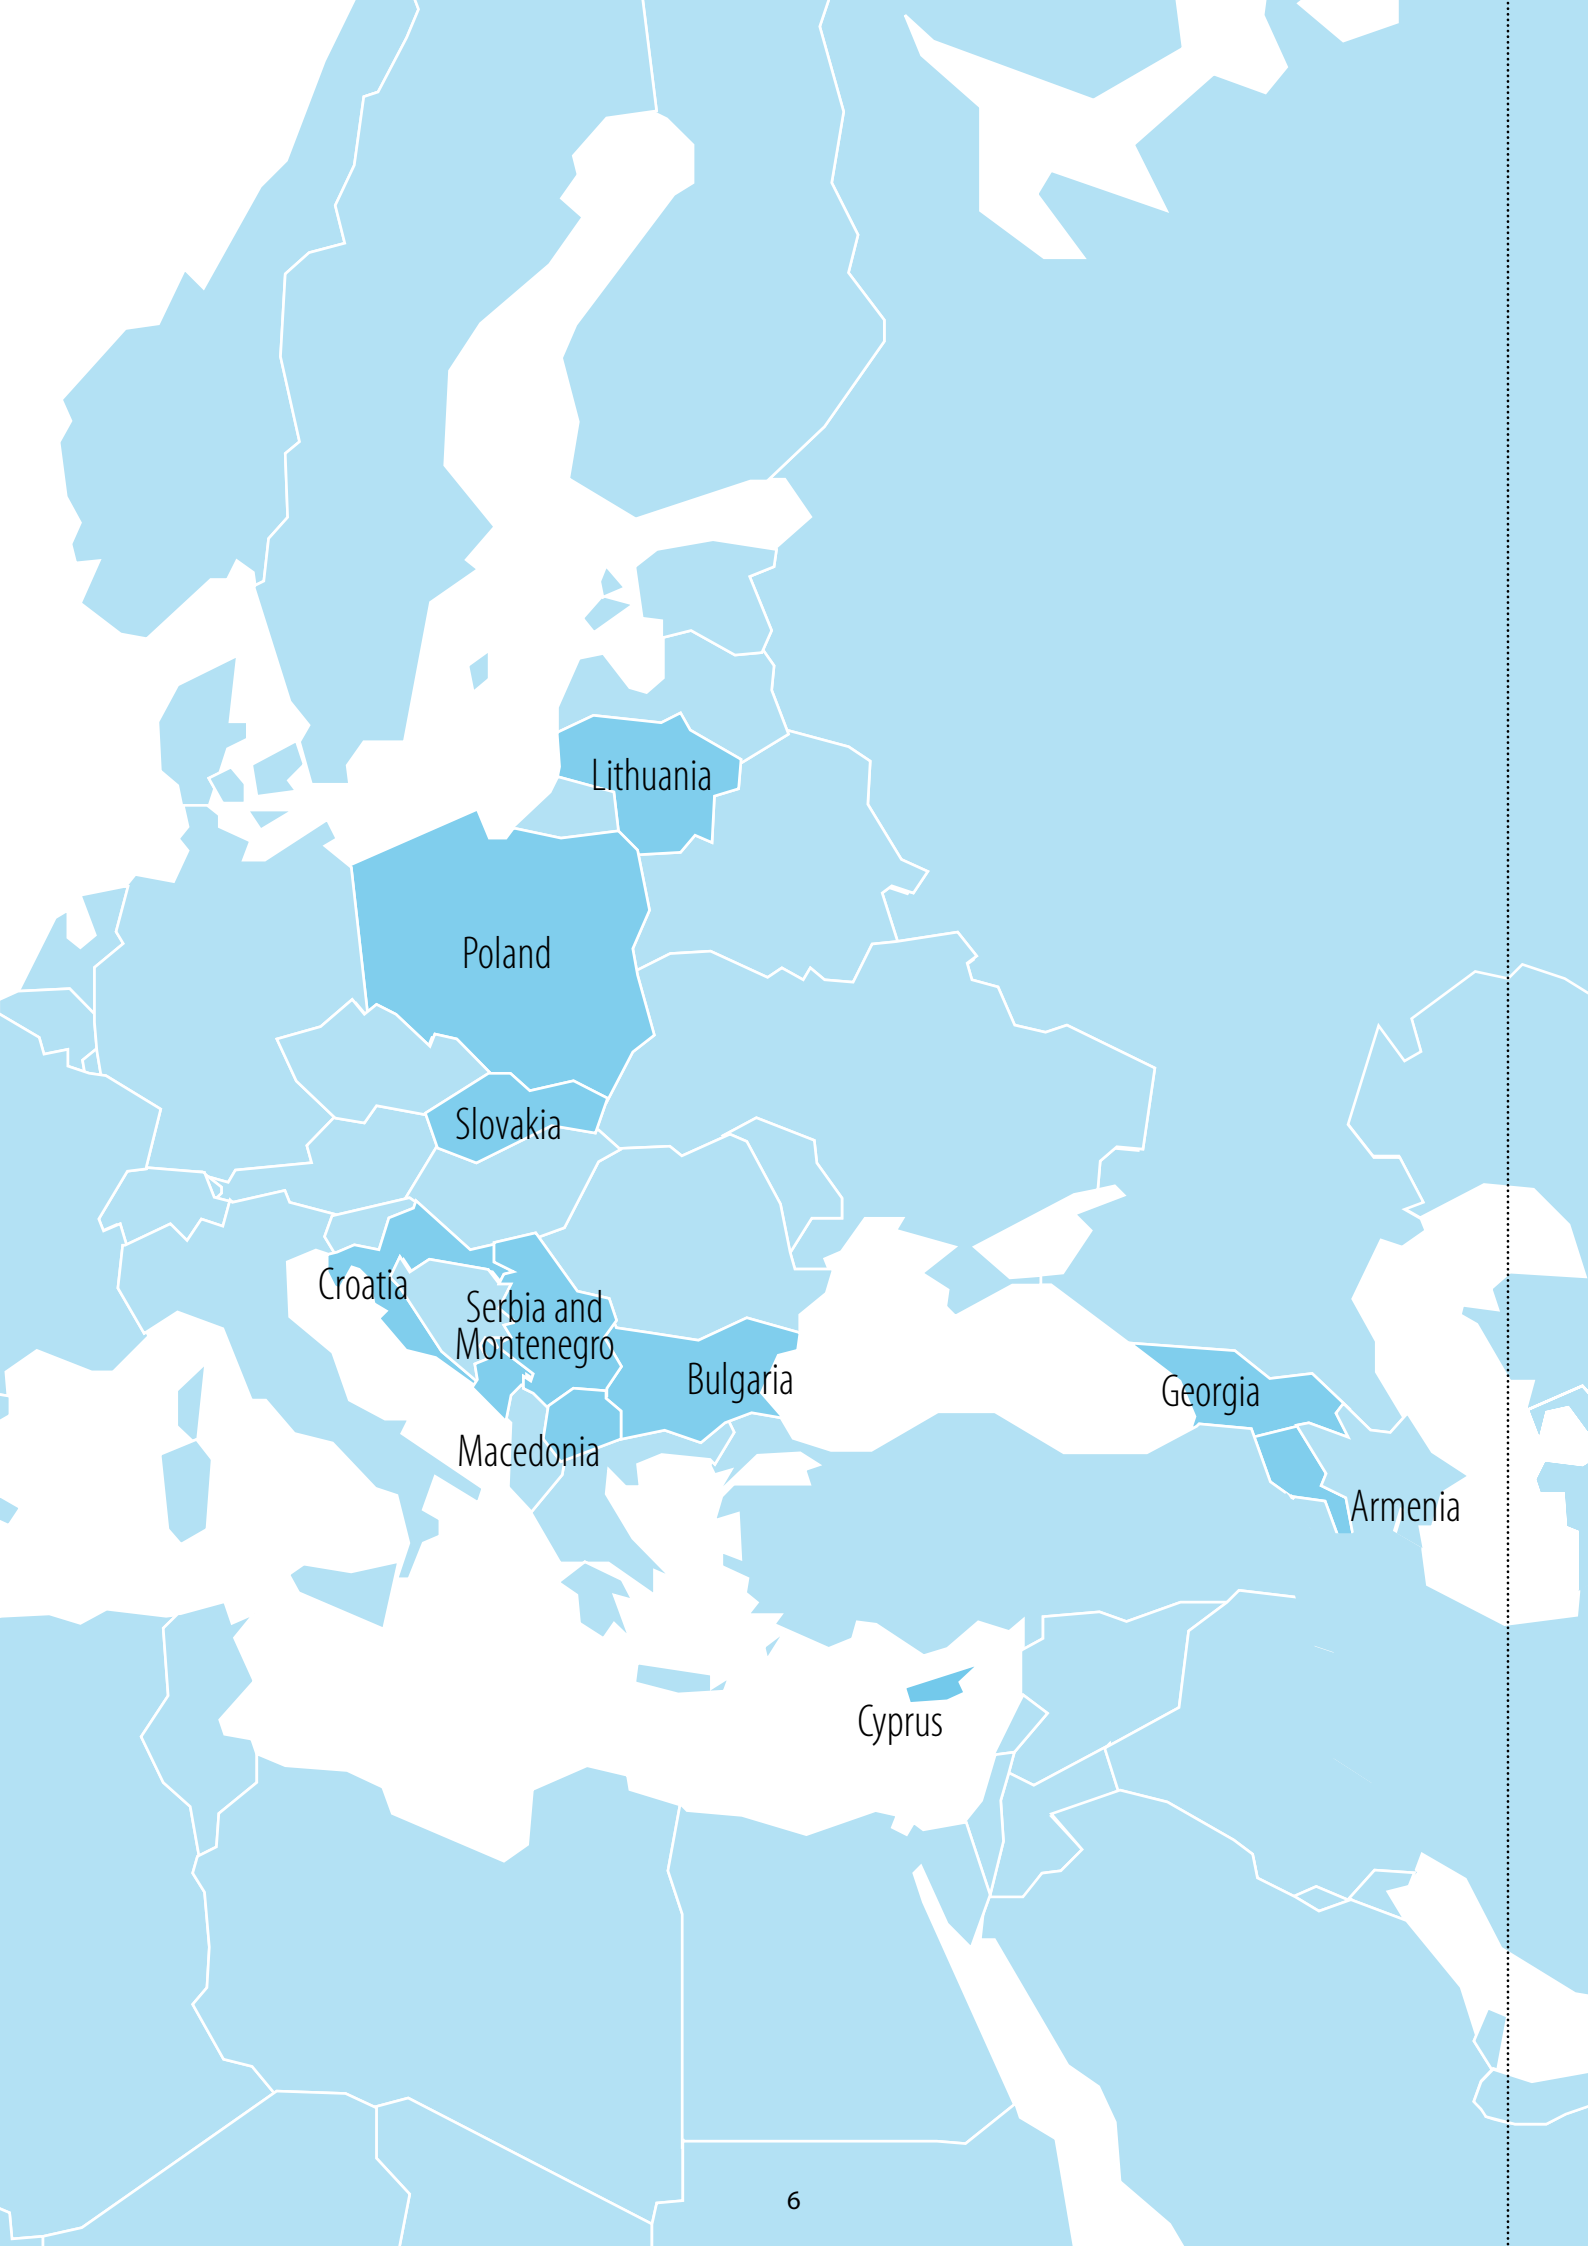 Lithuania
Poland
Slovakia
Croatia
Serbia and
Montenegro
Bulgaria
Georgia
Macedonia
Armenia
Cyprus
6